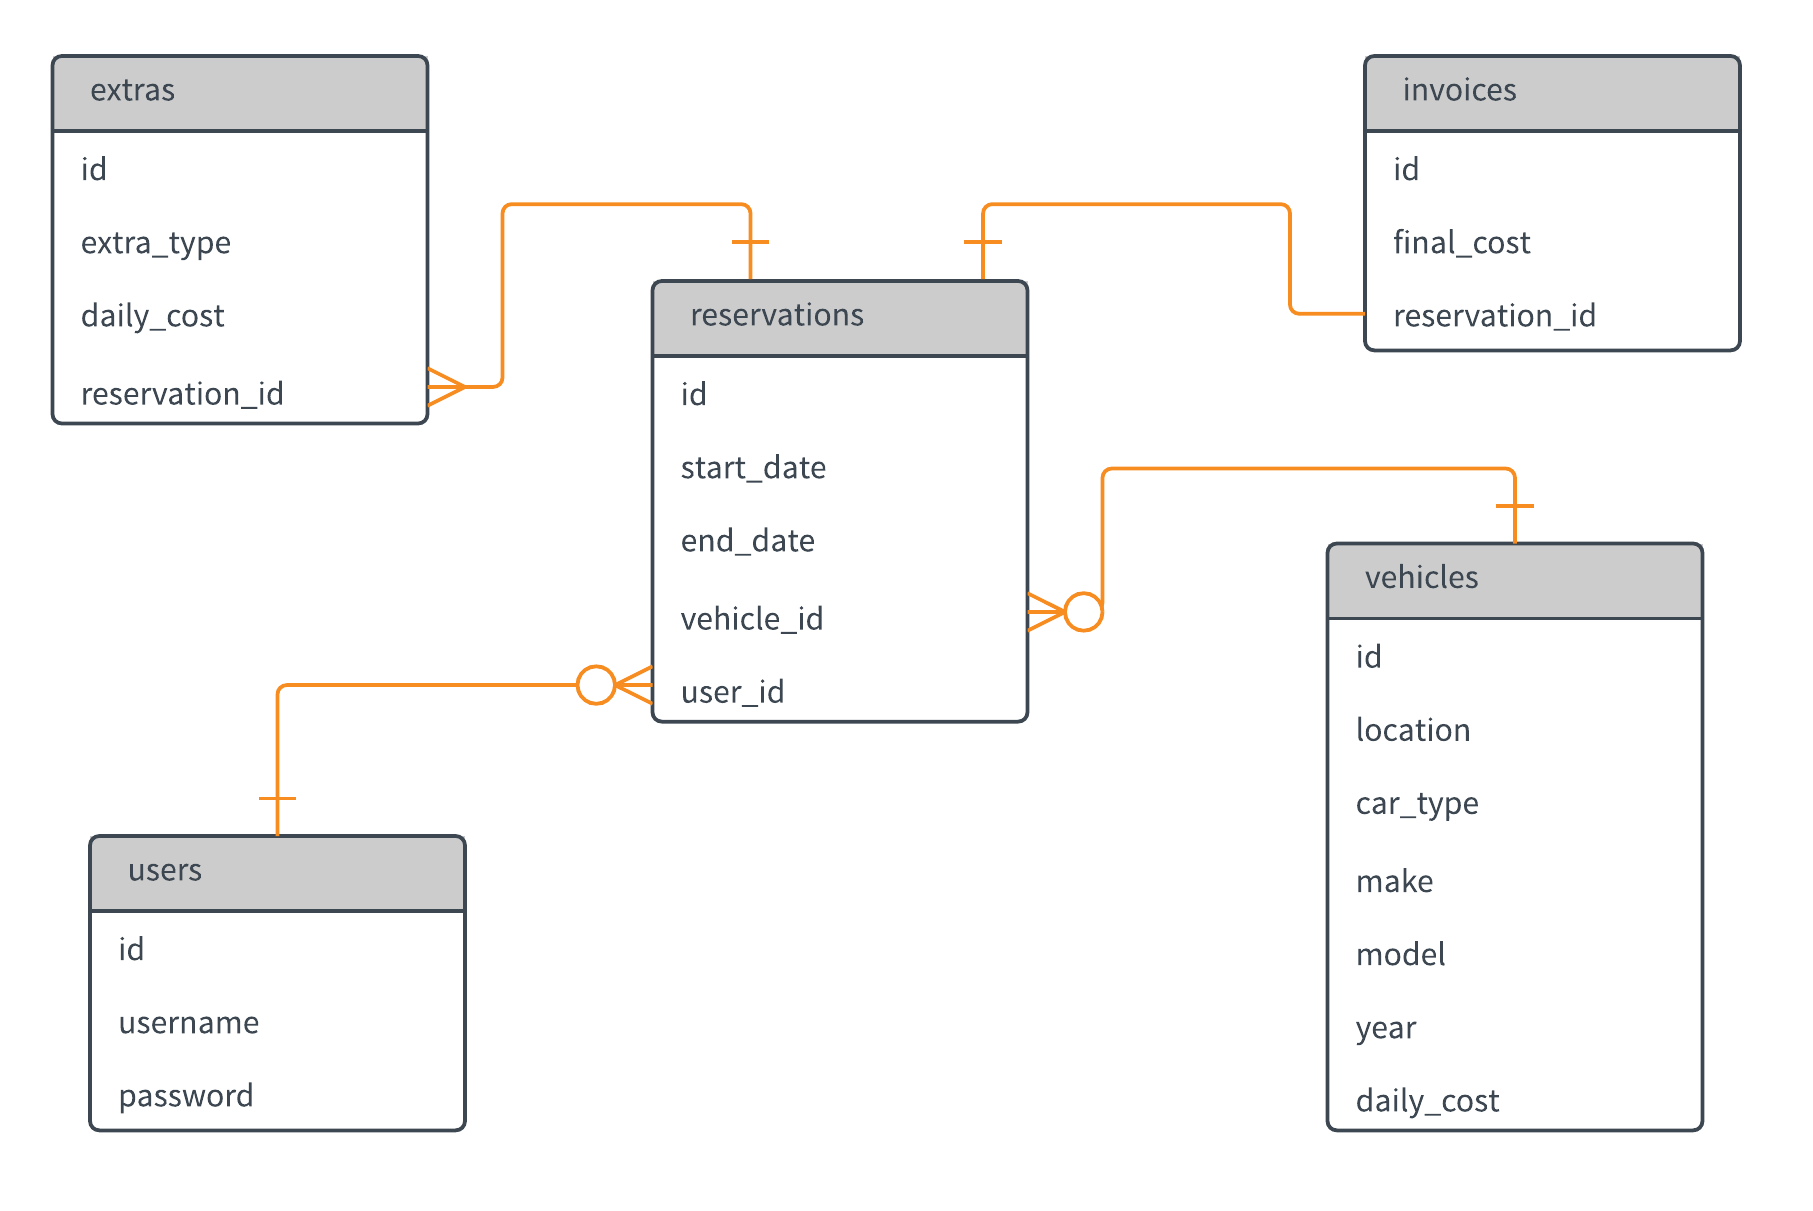 extras
id
extra_type
daily_cost
reservation_id
invoices
id
final_cost
reservation_id
reservations
id
start_date
end_date
vehicle_id
user_id
vehicles
id
location
car_type
make
model
year
daily_cost
users
id
username
password